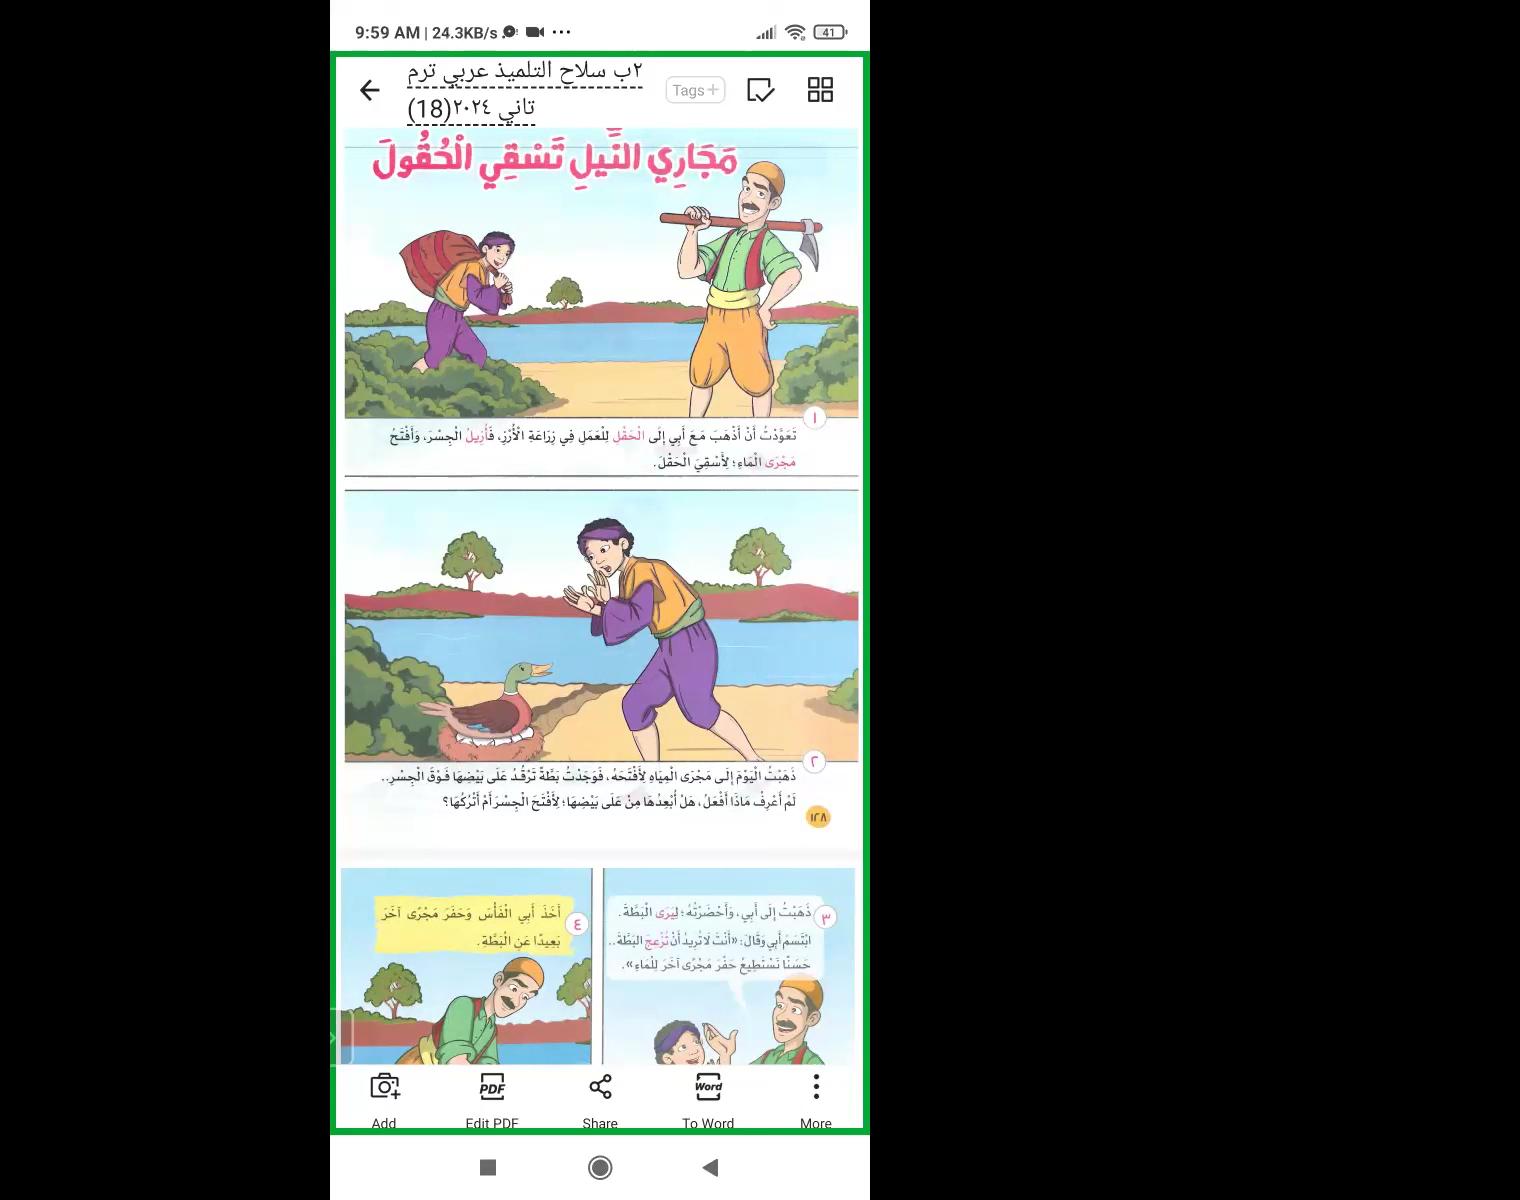 9:59 AM | 24.3KB/s
41
٢ب سلاح التلميذ عربي ترم
تاني ٢٠٢٤(18)
Tags+
مَجَارِي النِّيلِ تَسْقِي الْحُقُولَ
١
تَعَوَّدْتُ أَنْ أَذْهَبَ مَعَ أَبِي إِلَى الْحَقْلِ لِلْعَمَلِ فِي زِرَاعَةِ الْأَرُزِّ، فَأُزِيلُ الْجِسْرَ، وَأَفْتَحُ
مَجْرَى الْمَاءِ؛ لِأَسْقِيَ الْحَقْلَ.
٢
ذَهَبْتُ الْيَوْمَ إِلَى مَجْرَى الْمِيَاهِ لِأَفْتَحَهُ، فَوَجَدْتُ بَطَّةً تَرْقُدُ عَلَى بَيْضِهَا فَوْقَ الْجِسْرِ..
لَمْ أَعْرِفْ مَاذَا أَفْعَلُ، هَلْ أُبْعِدُهَا مِنْ عَلَى بَيْضِهَا؛ لِأَفْتَحَ الْجِسْرَ أَمْ أَتْرُكُهَا؟
١٢٨
٣
ذَهَبْتُ إِلَى أَبِي، وَأَحْضَرْتُهُ؛ لِيَرَى الْبَطَّةَ.
ابْتَسَمَ أَبِي وَقَالَ: «أَنْتَ لَا تُرِيدُ أَنْ تُزْعِجَ الْبَطَّةَ..
حَسَنًا نَسْتَطِيعُ حَفْرَ مَجْرًى آخَرَ لِلْمَاءِ».
٤
أَخَذَ أَبِي الْفَأْسَ وَحَفَرَ مَجْرًى آخَرَ
بَعِيدًا عَنِ الْبَطَّةِ.
PDF
Word
Add
Edit PDF
Share
To Word
More